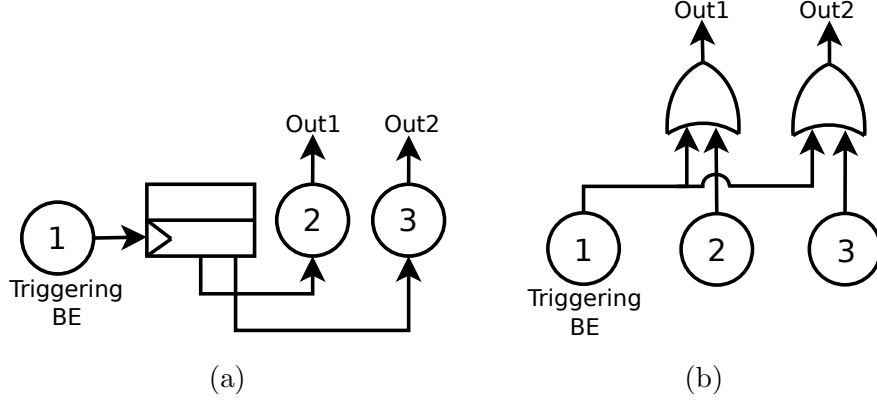 Out1
Out2
1
2
3
Triggering
BE
(a)
Out1
Out2
1
2
3
Triggering
BE
(b)